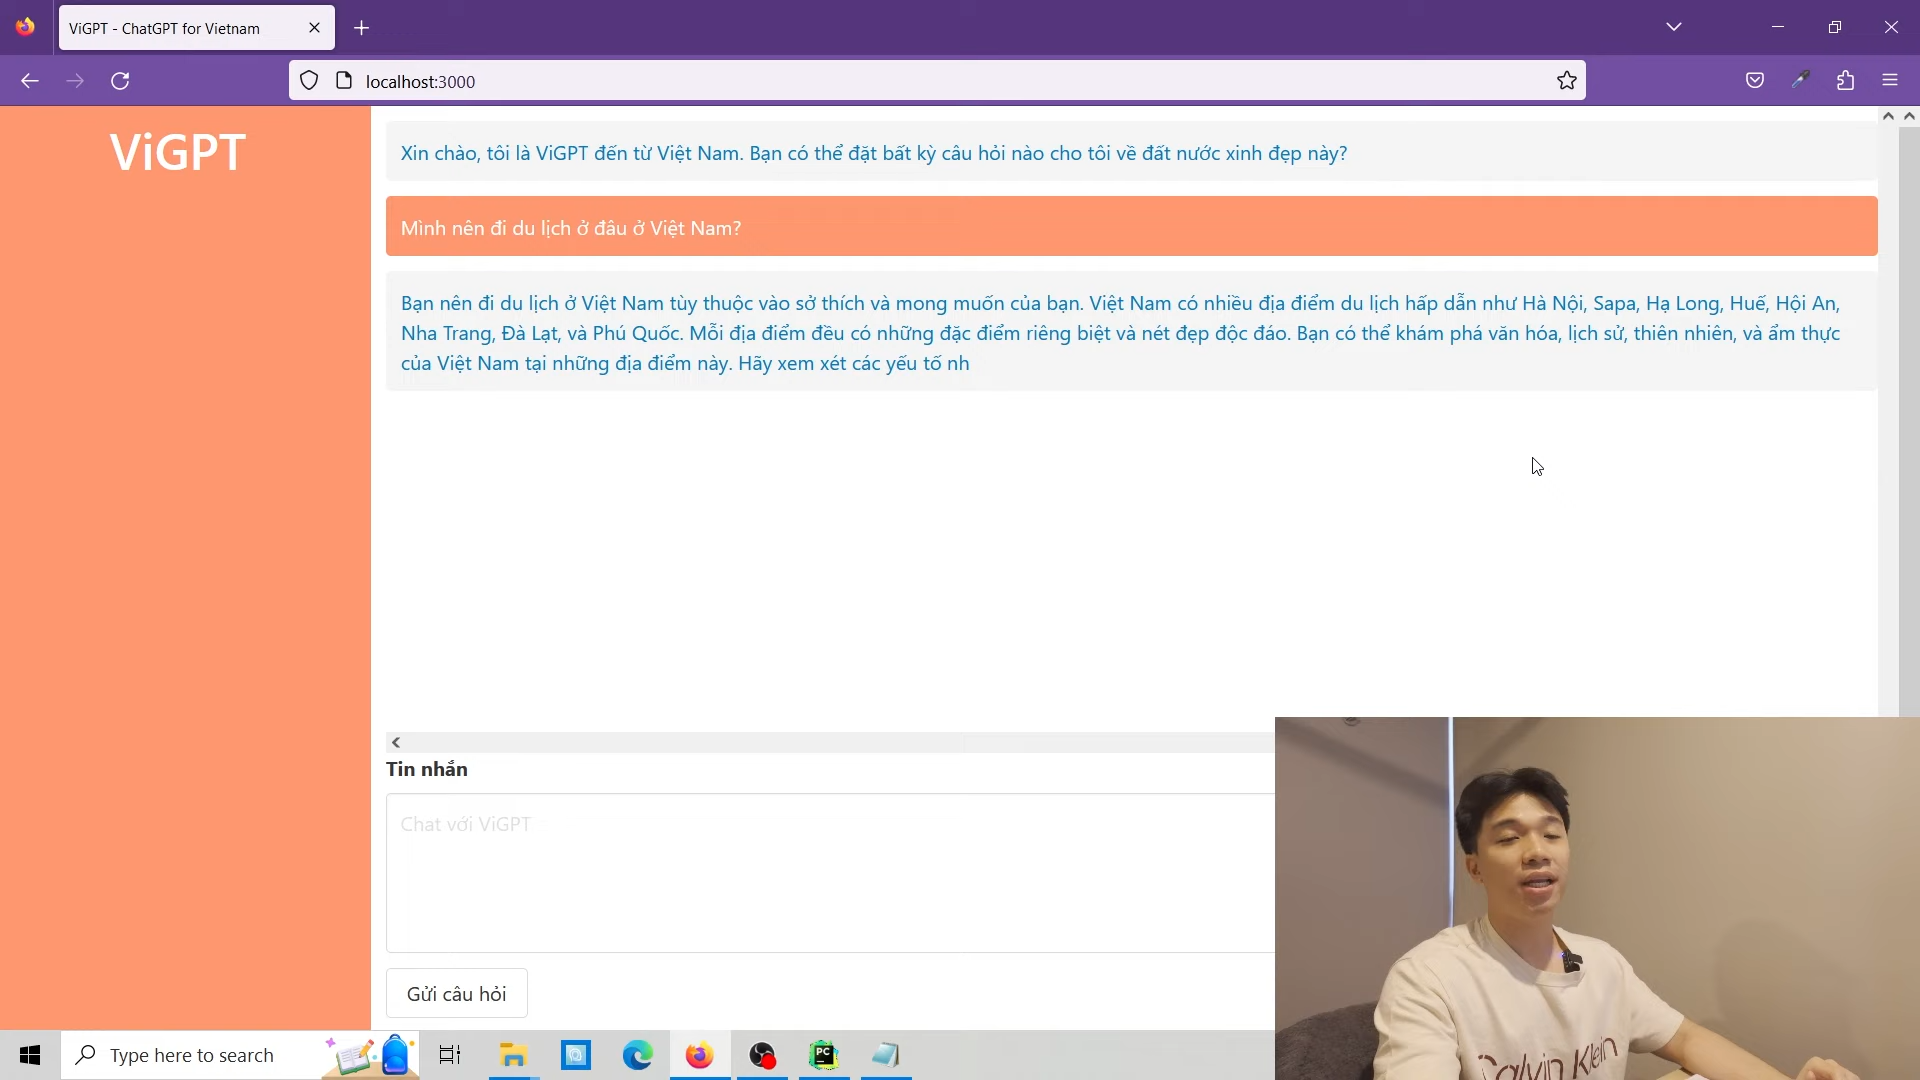 ViGPT - ChatGPT for Vietnam
localhost:3000
ViGPT
Xin chào, tôi là ViGPT đến từ Việt Nam. Bạn có thể đặt bất kỳ câu hỏi nào cho tôi về đất nước xinh đẹp này?
Mình nên đi du lịch ở đâu ở Việt Nam?
Bạn nên đi du lịch ở Việt Nam tùy thuộc vào sở thích và mong muốn của bạn. Việt Nam có nhiều địa điểm du lịch hấp dẫn như Hà Nội, Sapa, Hạ Long, Huế, Hội An,
Nha Trang, Đà Lạt, và Phú Quốc. Mỗi địa điểm đều có những đặc điểm riêng biệt và nét đẹp độc đáo. Bạn có thể khám phá văn hóa, lịch sử, thiên nhiên, và ẩm thực
của Việt Nam tại những địa điểm này. Hãy xem xét các yếu tố nh
Tin nhắn
Chat với ViGPT
Gửi câu hỏi
Type here to search
PC
Calvin Klein